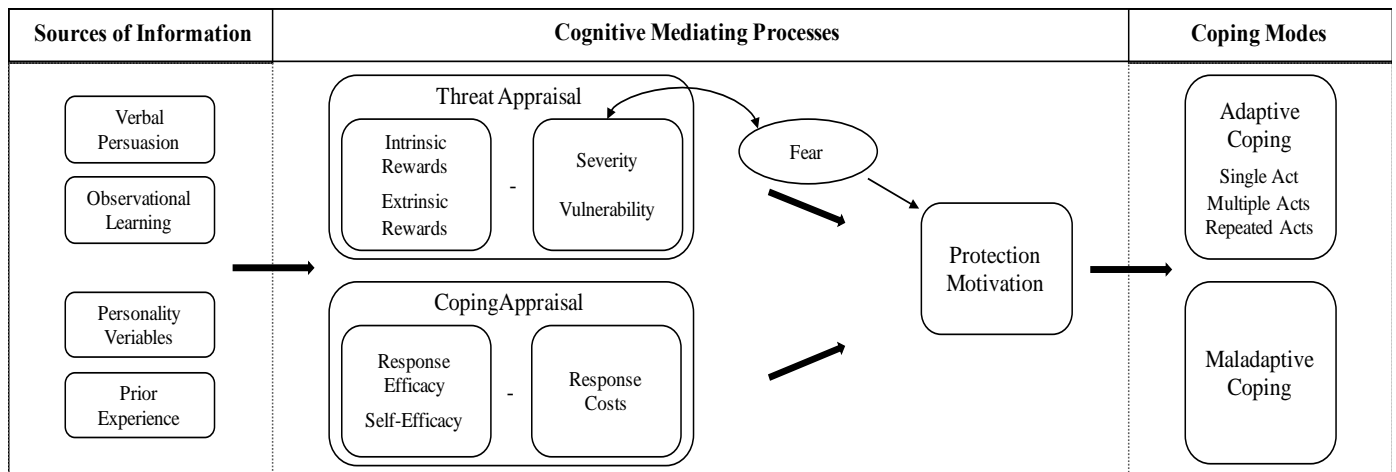 Sources of Information
Cognitive Mediating Processes
Coping Modes
Verbal
Persuasion
Observational
Learning
Personality
Veriables
Prior
Experience
Threat Appraisal
Intrinsic
Rewards
Extrinsic
Rewards
-
Severity
Vulnerability
Fear
CopingAppraisal
Response
Efficacy
Self-Efficacy
-
Response
Costs
Protection
Motivation
Adaptive
Coping
Single Act
Multiple Acts
Repeated Acts
Maladaptive
Coping